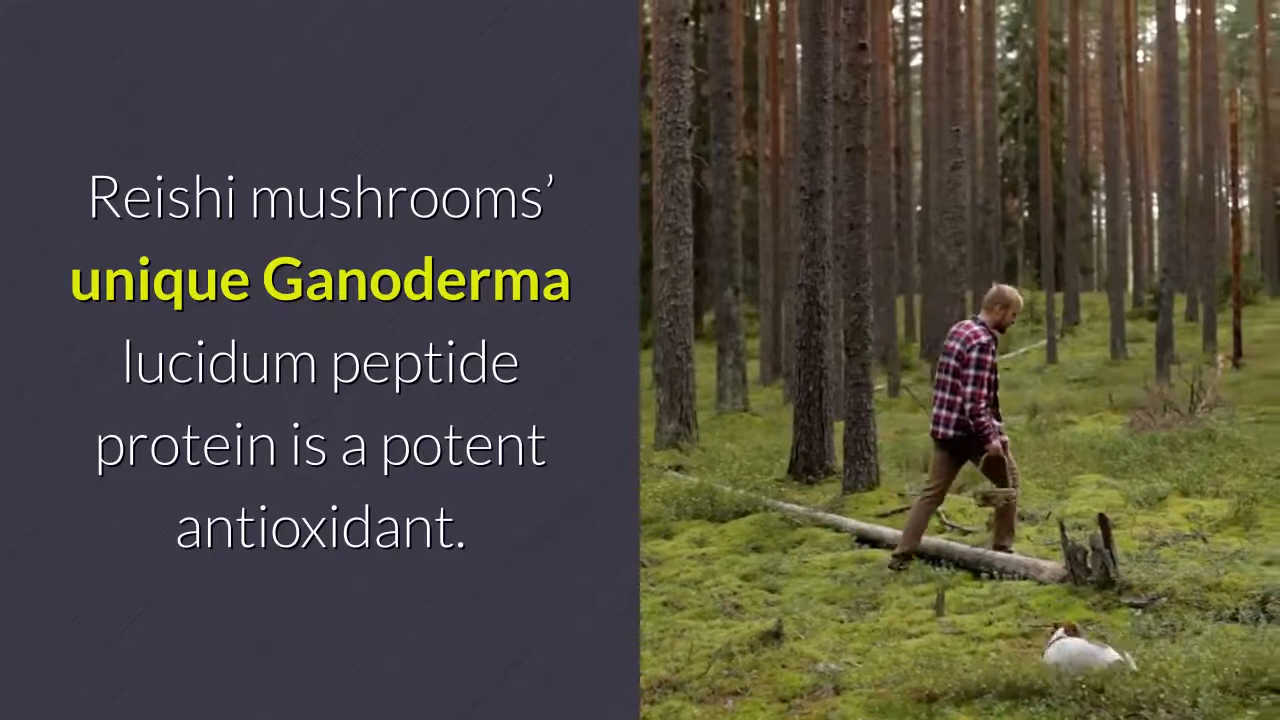 Reishi mushrooms’
unique Ganoderma
lucidum peptide
protein is a potent
antioxidant.